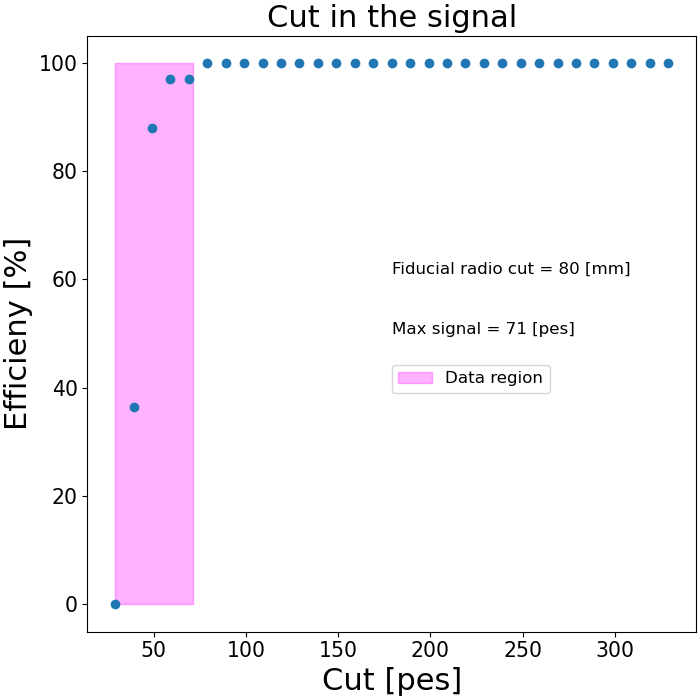 Cut in the signal
Efficieny [%]
100
80
60
40
20
0
Fiducial radio cut = 80 [mm]
Max signal = 71 [pes]
Data region
50 100 150 200 250 300
Cut [pes]